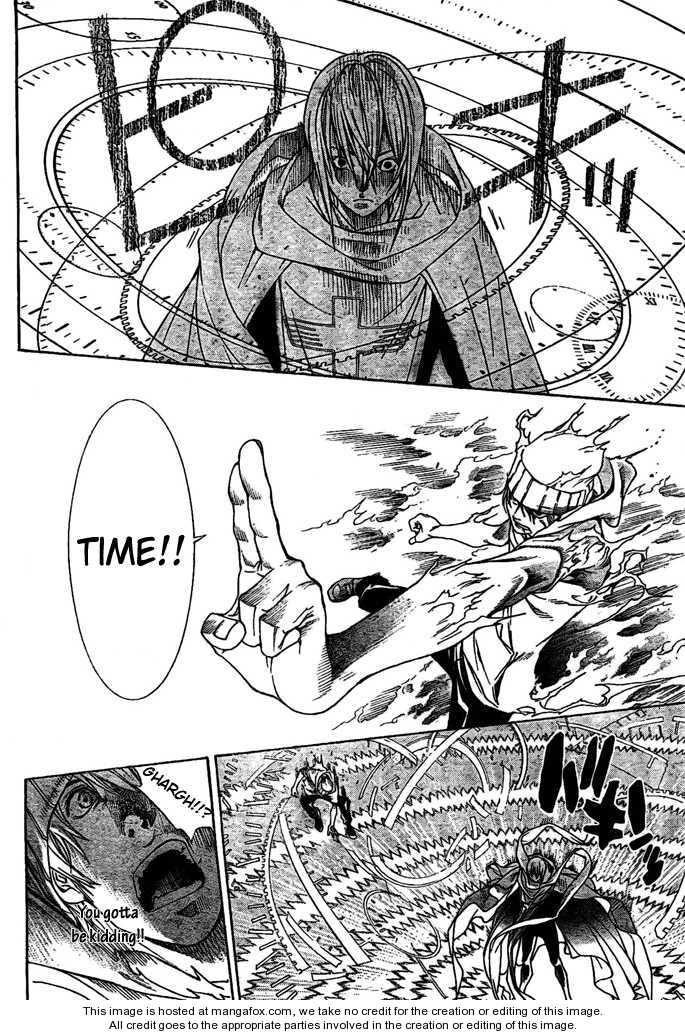 TIME!!
GHARGH!!?
You gotta
be kidding!!
This image is hosted at mangafox.com, we take no credit for the creation or editing of this image.
All credit goes to the appropriate parties involved in the creation or editing of this image.